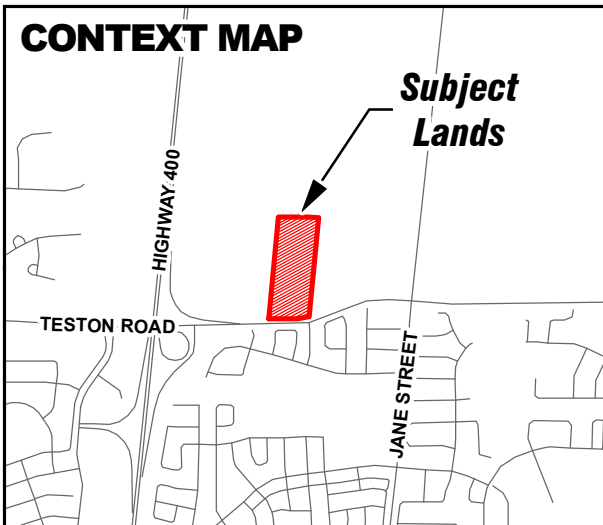 CONTEXT MAP
Subject
Lands
HIGHWAY 400
TESTON ROAD
JANE STREET